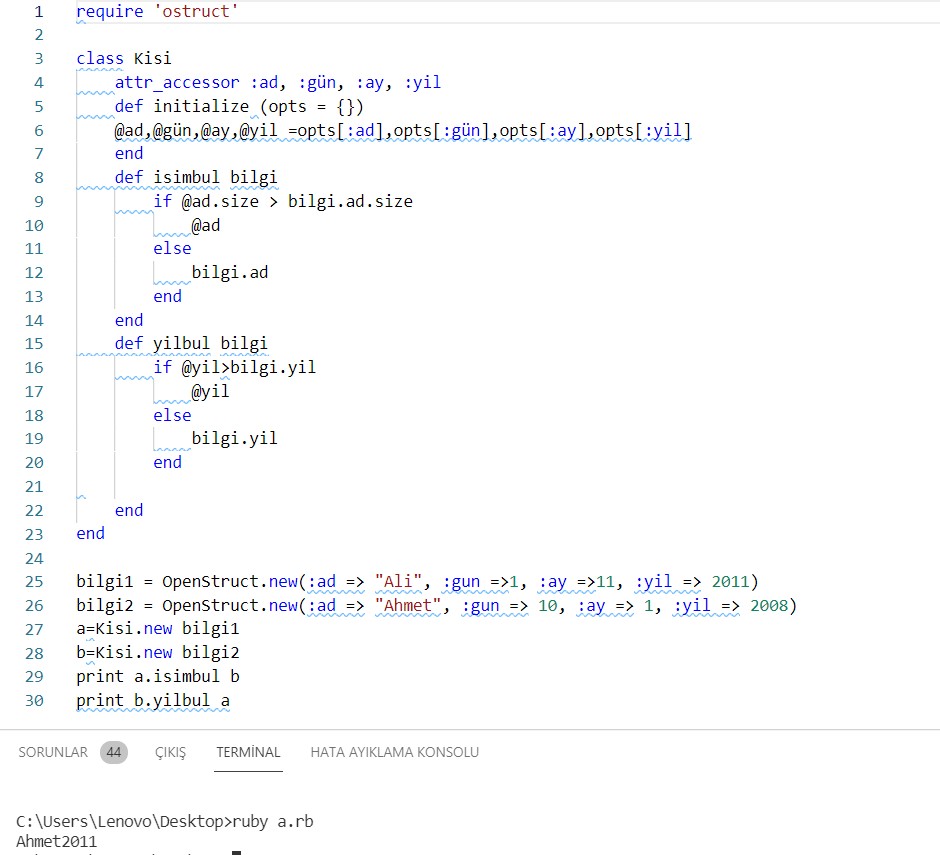 1 require 'ostruct'
2
3 class Kisi
4     attr_accessor :ad, :gün, :ay, :yil
5     def initialize (opts = {})
6     @ad,@gün,@ay,@yil =opts[:ad],opts[:gün],opts[:ay],opts[:yil]
7     end
8     def isimbul bilgi
9         if @ad.size > bilgi.ad.size
10             @ad
11         else
12             bilgi.ad
13         end
14     end
15     def yilbul bilgi
16         if @yil>bilgi.yil
17             @yil
18         else
19             bilgi.yil
20         end
21
22     end
23 end
24
25 bilgi1 = OpenStruct.new(:ad => "Ali", :gun =>1, :ay =>11, :yil => 2011)
26 bilgi2 = OpenStruct.new(:ad => "Ahmet", :gun => 10, :ay => 1, :yil => 2008)
27 a=Kisi.new bilgi1
28 b=Kisi.new bilgi2
29 print a.isimbul b
30 print b.yilbul a
SORUNLAR 44 ÇIKIŞ TERMİNAL HATA AYIKLAMA KONSOLU
C:\Users\Lenovo\Desktop>ruby a.rb
Ahmet2011